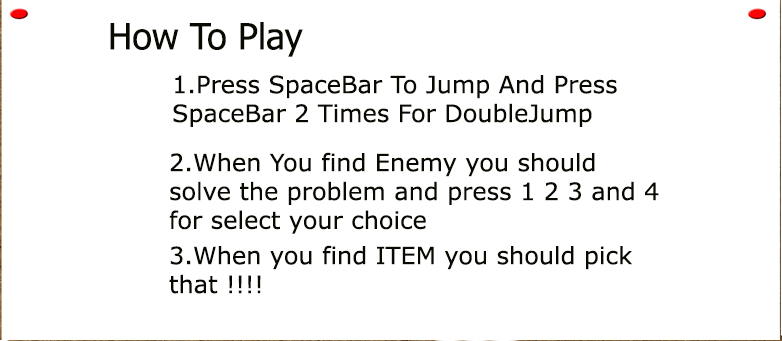 How To Play
1.Press SpaceBar To Jump And Press
SpaceBar 2 Times For DoubleJump
2.When You find Enemy you should
solve the problem and press 1 2 3 and 4
for select your choice
3.When you find ITEM you should pick
that !!!!